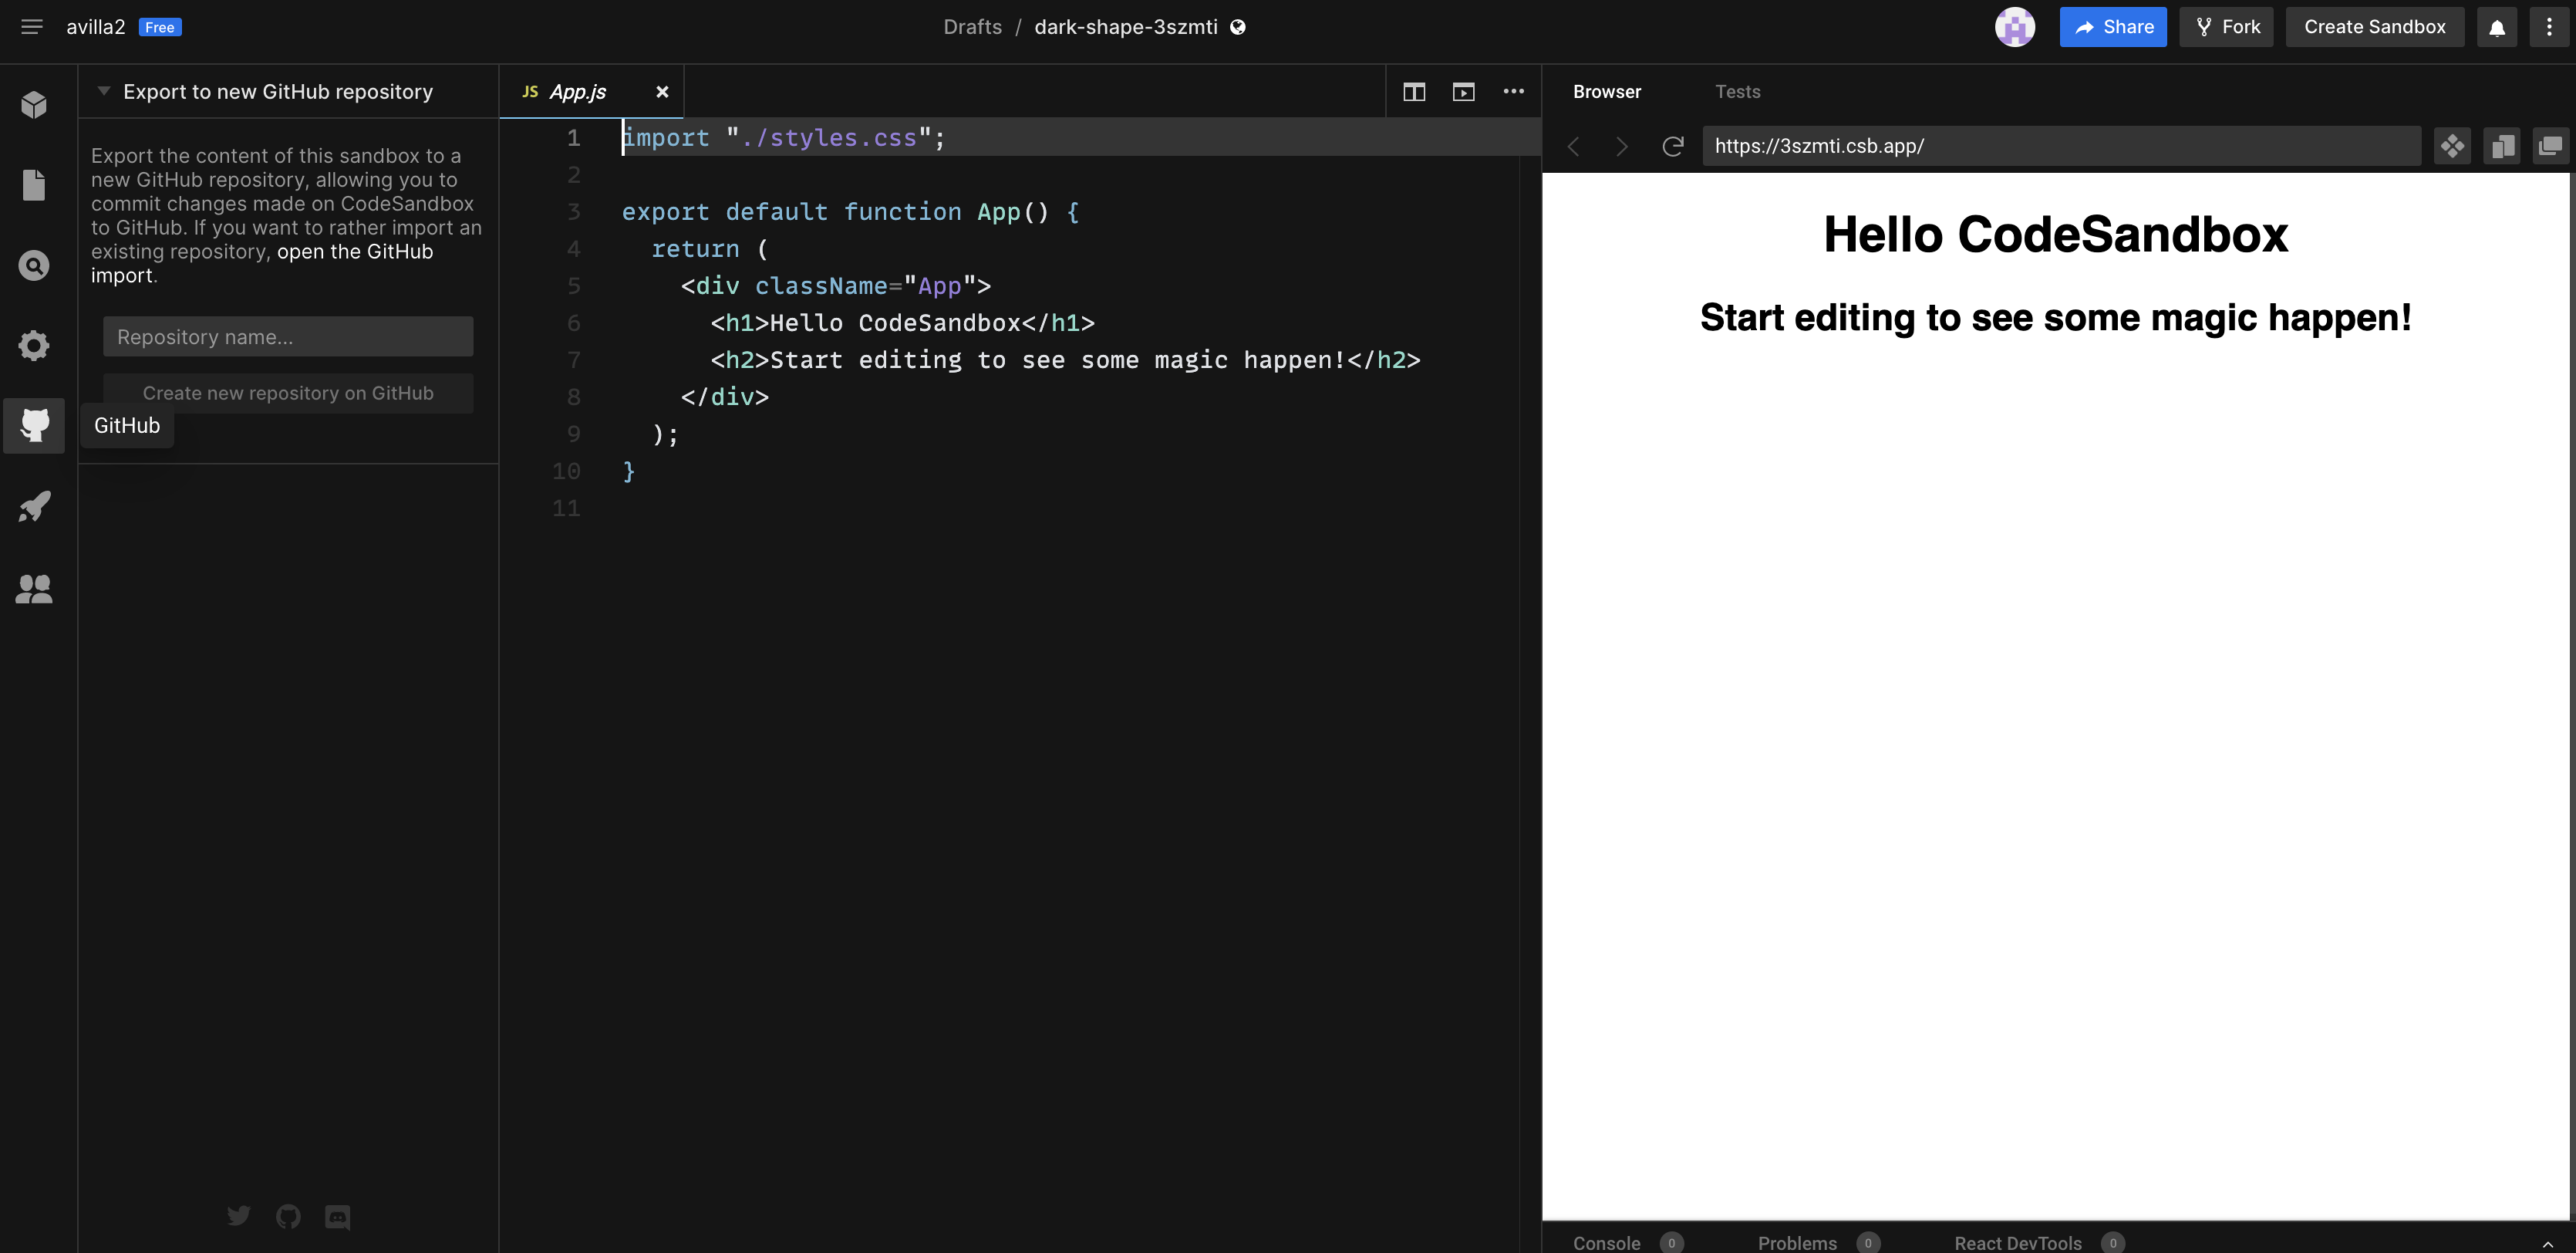 avilla2 Free
Drafts / dark-shape-3szmti
Share
Fork
Create Sandbox
Export to new GitHub repository
Export the content of this sandbox to a
new GitHub repository, allowing you to
commit changes made on CodeSandbox
to GitHub. If you want to rather import an
existing repository, open the GitHub
import.
Repository name...
Create new repository on GitHub
GitHub
JS App.js
1 import "./styles.css";
2
3 export default function App() {
4 return (
5 <div className="App">
6 <h1>Hello CodeSandbox</h1>
7 <h2>Start editing to see some magic happen!</h2>
8 </div>
9 );
10 }
11
Browser Tests
https://3szmti.csb.app/
Hello CodeSandbox
Start editing to see some magic happen!
Console 0 Problems 0 React DevTools 0